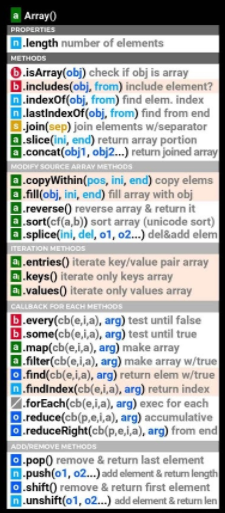 a Array()
PROPERTIES
n .length number of elements
METHODS
b .isArray(obj) check if obj is array
b .includes(obj, from) include element?
n .indexOf(obj, from) find elem. index
n .lastIndexOf(obj, from) find from end
s .join(sep) join elements w/separator
a .slice(ini, end) return array portion
a .concat(obj1, obj2...) return joined array
MODIFY SOURCE ARRAY METHODS
a .copyWithin(pos, ini, end) copy elems
a .fill(obj, ini, end) fill array with obj
a .reverse() reverse array & return it
a .sort(cf(a,b)) sort array (unicode sort)
a .splice(ini, del, o1, o2...) del&add elem
ITERATION METHODS
ai .entries() iterate key/value pair array
ai .keys() iterate only keys array
ai .values() iterate only values array
CALLBACK FOR EACH METHODS
b .every(cb(e,i,a), arg) test until false
b .some(cb(e,i,a), arg) test until true
a .map(cb(e,i,a), arg) make array
a .filter(cb(e,i,a), arg) make array w/true
o .find(cb(e,i,a), arg) return elem w/true
n .findIndex(cb(e,i,a), arg) return index
.forEach(cb(e,i,a), arg) exec for each
o .reduce(cb(p,e,i,a), arg) accumulative
o .reduceRight(cb(p,e,i,a), arg) from end
ADD/REMOVE METHODS
o .pop() remove & return last element
n .push(o1, o2...) add element & return length
o .shift() remove & return first element
n .unshift(o1, o2...) add element & return len